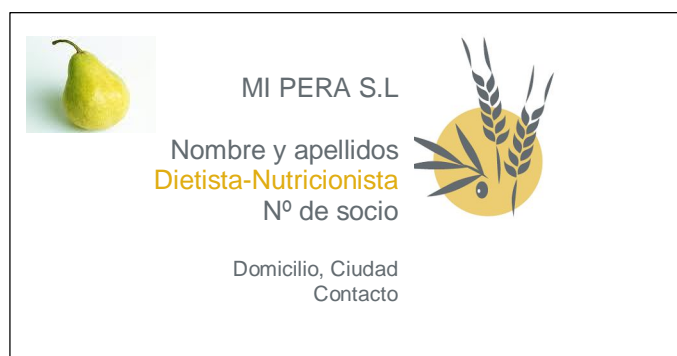 MI PERA S.L
Nombre y apellidos
Dietista-Nutricionista
Nº de socio
Domicilio, Ciudad
Contacto